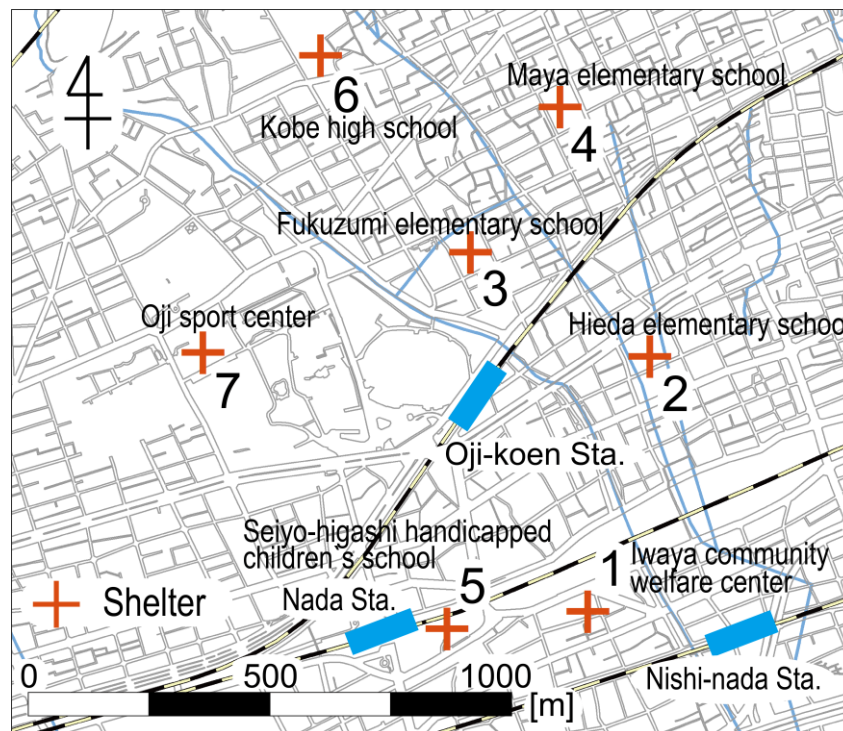 6
Kobe high school
Maya elementary school
4
Fukuzumi elementary school
3
Oji sport center
7
Hieda elementary school
2
Oji-koen Sta.
Seiyo-higashi handicapped
children˘s school
Nada Sta.
5
1
Iwaya community
welfare center
Shelter
Nishi-nada Sta.
0 500 1000
[m]